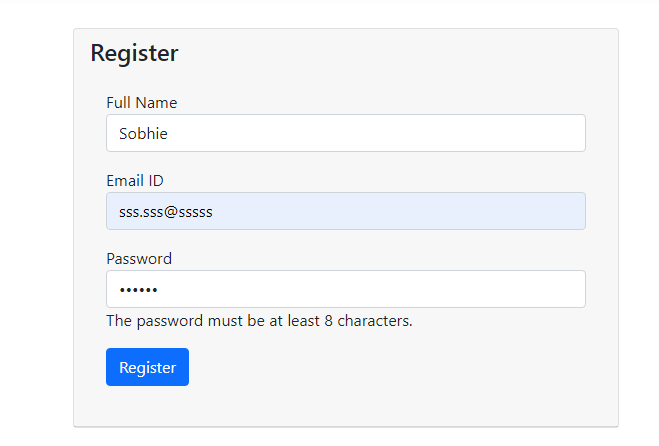 Register
Full Name
Sobhie
Email ID
sss.sss@sssss
Password
••••••
The password must be at least 8 characters.
Register